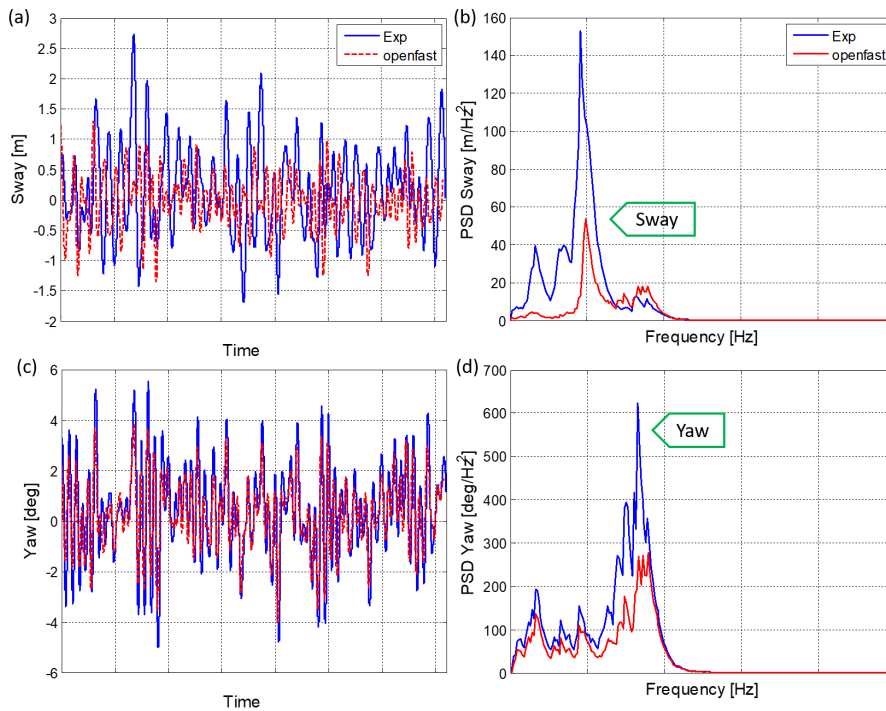 (a)
3
2.5
2
1.5
1
0.5
0
-0.5
-1
-1.5
-2
Sway [m]
Time
Exp
openfast
(b)
160
140
120
100
80
60
40
20
0
PSD Sway [m/Hz²]
Frequency [Hz]
Exp
openfast
Sway
(c)
6
4
2
0
-2
-4
-6
Yaw [deg]
Time
(d)
700
600
500
400
300
200
100
0
PSD Yaw [deg/Hz²]
Frequency [Hz]
Yaw